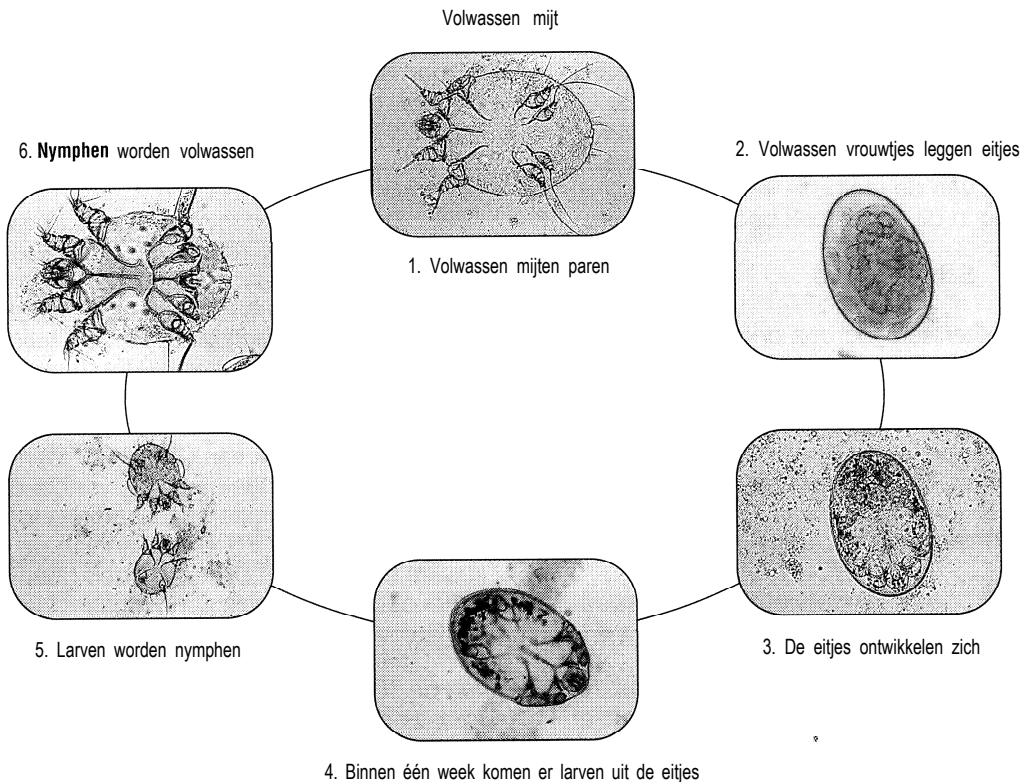 Volwassen mijt
1. Volwassen mijten paren
2. Volwassen vrouwtjes leggen eitjes
3. De eitjes ontwikkelen zich
4. Binnen één week komen er larven uit de eitjes
5. Larven worden nymphen
6. Nymphen worden volwassen